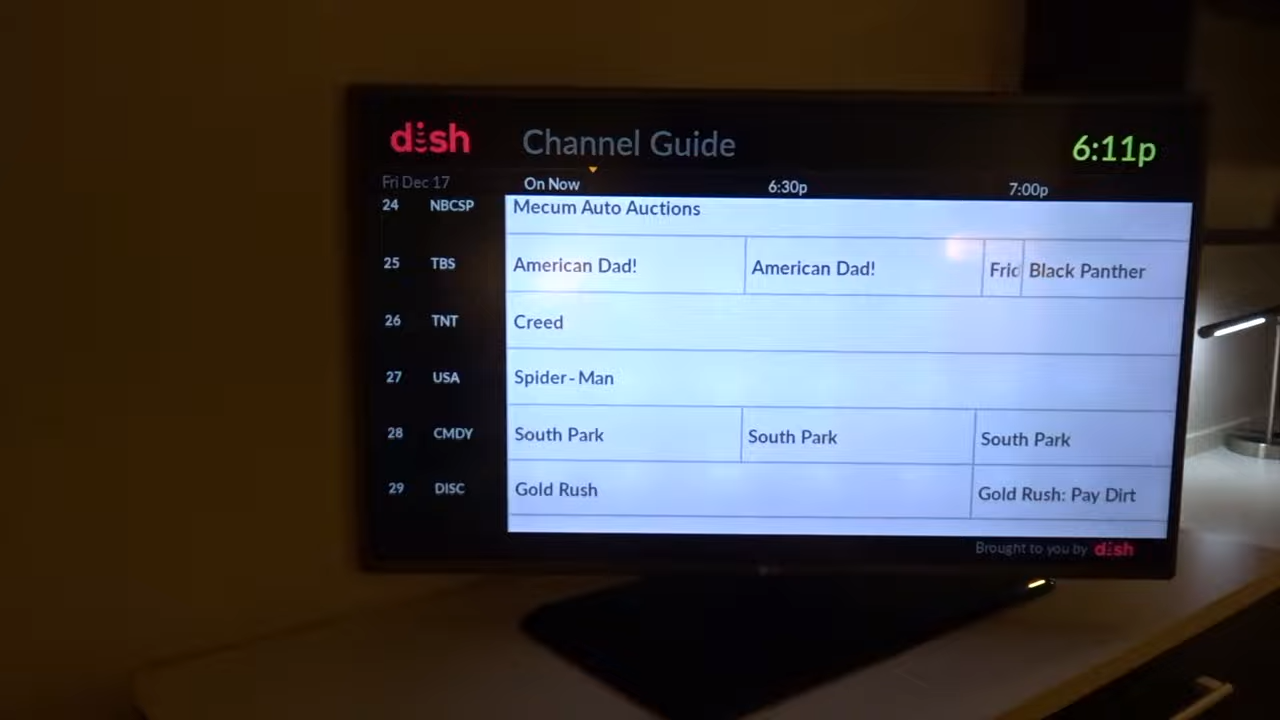 dish Channel Guide 6:11p
Fri Dec 17 On Now 6:30p 7:00p
24 NBCSP Mecum Auto Auctions
25 TBS American Dad! American Dad! Fric Black Panther
26 TNT Creed
27 USA Spider-Man
28 CMDY South Park South Park South Park
29 DISC Gold Rush Gold Rush: Pay Dirt
Brought to you by dish